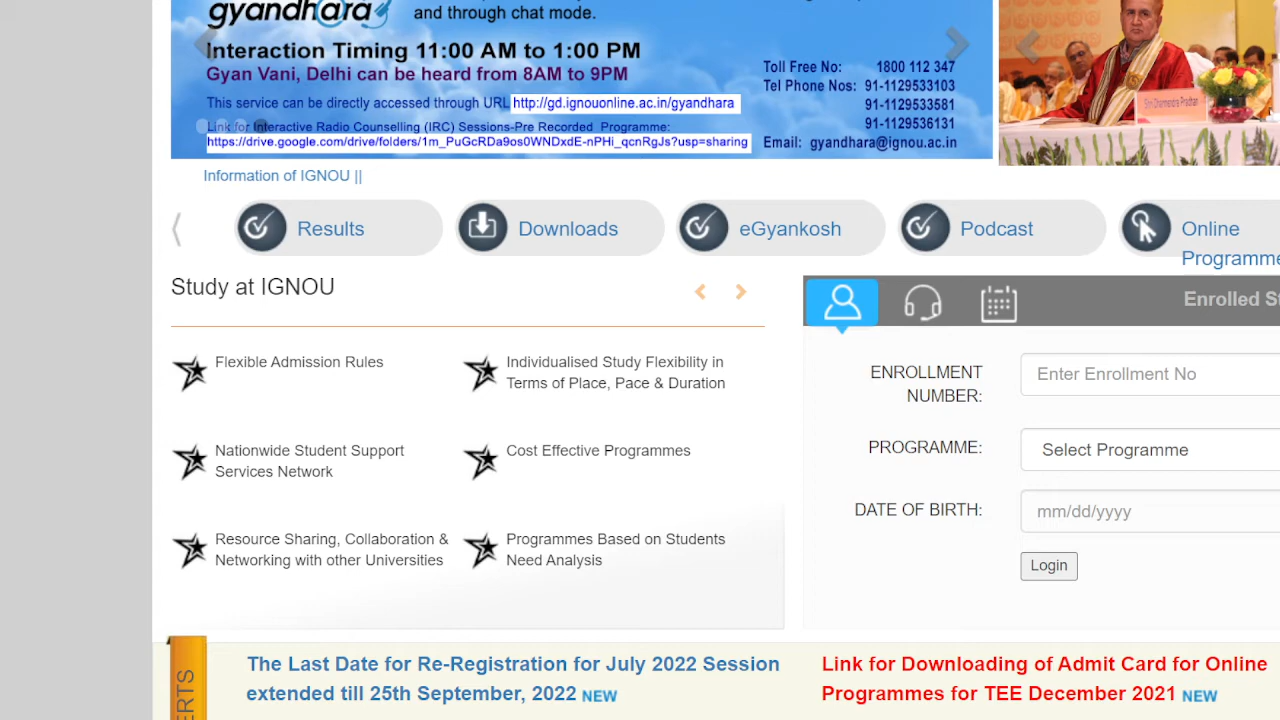 gyandhara
and through chat mode.
Interaction Timing 11:00 AM to 1:00 PM
Gyan Vani, Delhi can be heard from 8AM to 9PM
This service can be directly accessed through URL http://gd.ignouonline.ac.in/gyandhara
Link for Interactive Radio Counselling (IRC) Sessions-Pre Recorded Programme:
https://drive.google.com/drive/folders/1m_PuGcRDa9os0WNDxdE-nPHi_qcnRgJs?usp=sharing
Toll Free No: 1800 112 347
Tel Phone Nos: 91-1129533103
91-1129533581
91-1129536131
Email: gyandhara@ignou.ac.in
Shri Dharmendra Pradhan
Information of IGNOU ||
Results
Downloads
eGyankosh
Podcast
Online
Programme
Study at IGNOU
Flexible Admission Rules
Individualised Study Flexibility in
Terms of Place, Pace & Duration
Nationwide Student Support
Services Network
Cost Effective Programmes
Resource Sharing, Collaboration &
Networking with other Universities
Programmes Based on Students
Need Analysis
Enrolled St
ENROLLMENT
NUMBER:
Enter Enrollment No
PROGRAMME:
Select Programme
DATE OF BIRTH:
mm/dd/yyyy
Login
ERTS
The Last Date for Re-Registration for July 2022 Session
extended till 25th September, 2022 NEW
Link for Downloading of Admit Card for Online
Programmes for TEE December 2021 NEW